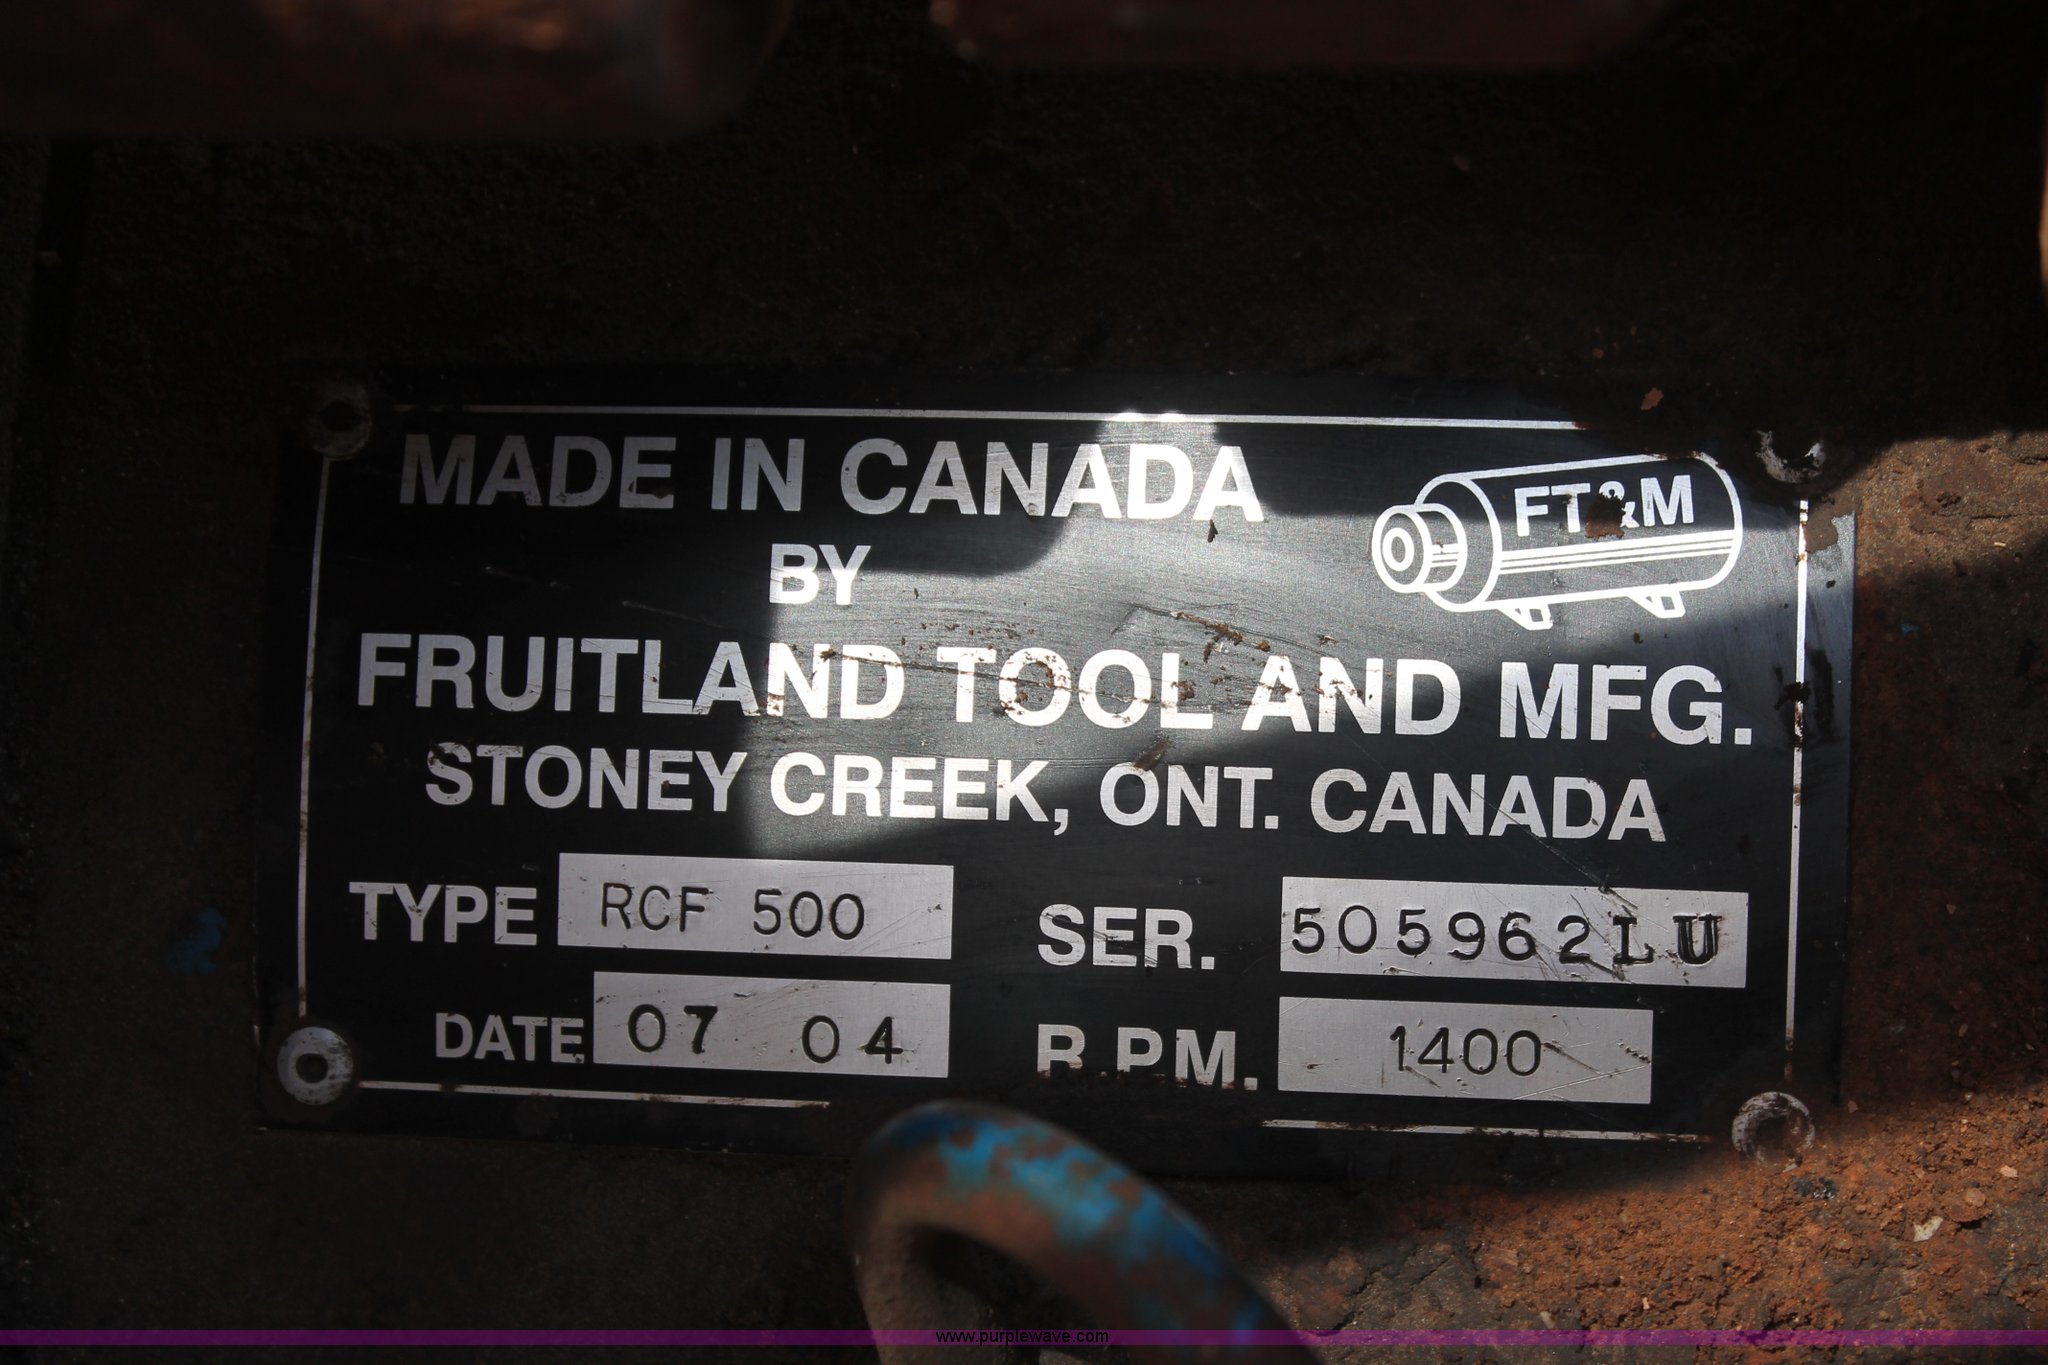 MADE IN CANADA
BY
FT&M
FRUITLAND TOOL AND MFG.
STONEY CREEK, ONT. CANADA
TYPE RCF 500 SER. 505962LU
DATE 07 04 R.P.M. 1400
www.purplewave.com